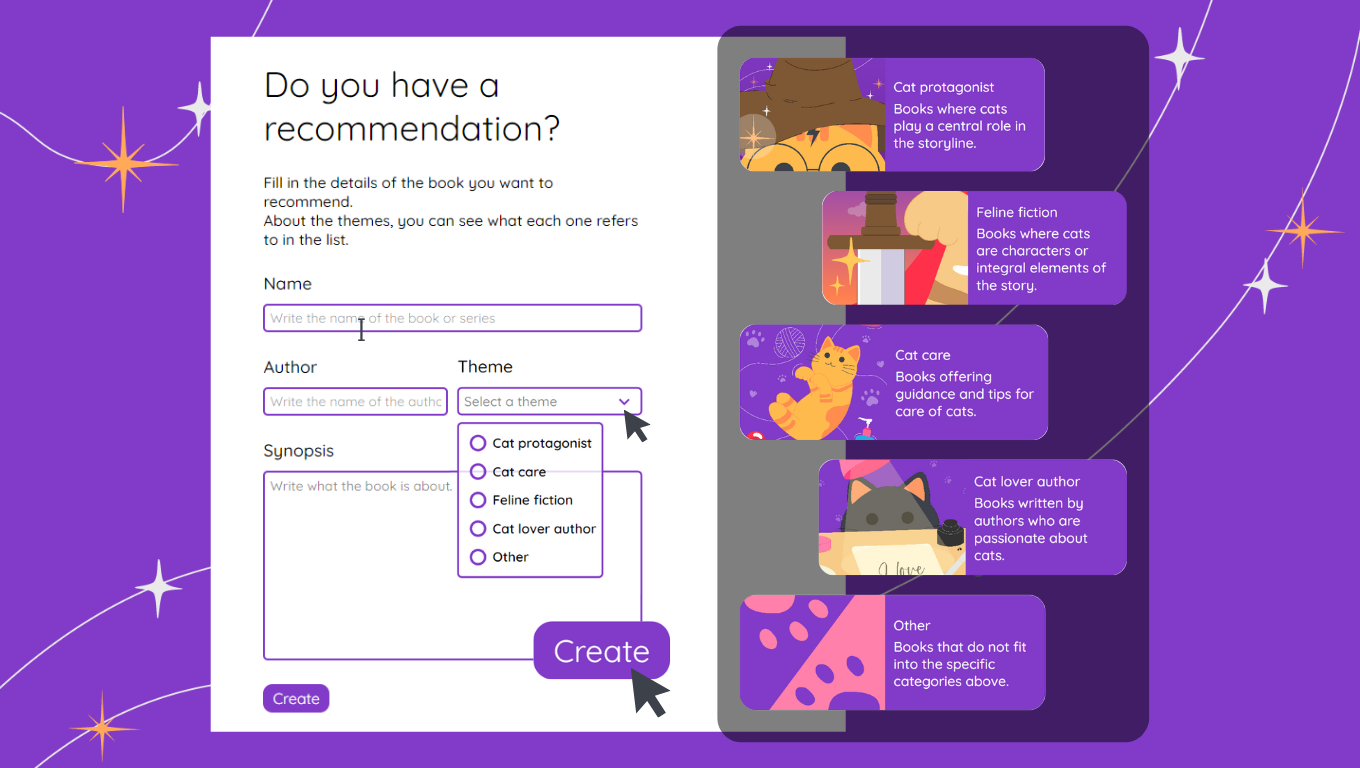 Do you have a
recommendation?
Fill in the details of the book you want to
recommend.
About the themes, you can see what each one refers
to in the list.
Name
Write the name of the book or series
Author
Write the name of the autho
Theme
Select a theme
Cat protagonist
Cat care
Feline fiction
Cat lover author
Other
Synopsis
Write what the book is about.
Create
Create
Cat protagonist
Books where cats
play a central role in
the storyline.
Feline fiction
Books where cats
are characters or
integral elements of
the story.
Cat care
Books offering
guidance and tips for
care of cats.
Cat lover author
Books written by
authors who are
passionate about
cats.
I love
Other
Books that do not fit
into the specific
categories above.